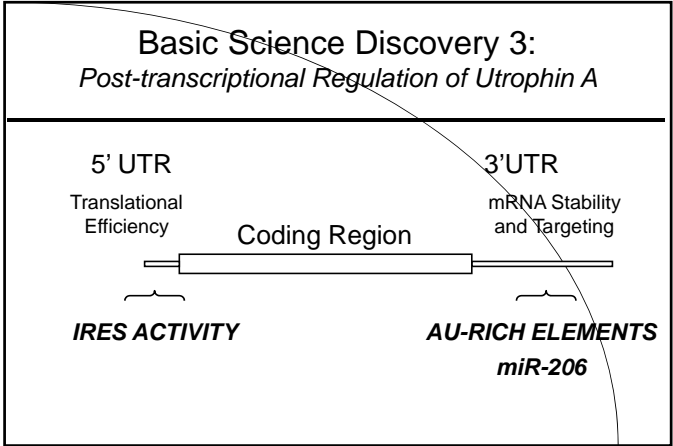 Basic Science Discovery 3:
Post-transcriptional Regulation of Utrophin A
5' UTR
Translational
Efficiency
Coding Region
3'UTR
mRNA Stability
and Targeting
IRES ACTIVITY
AU-RICH ELEMENTS
miR-206